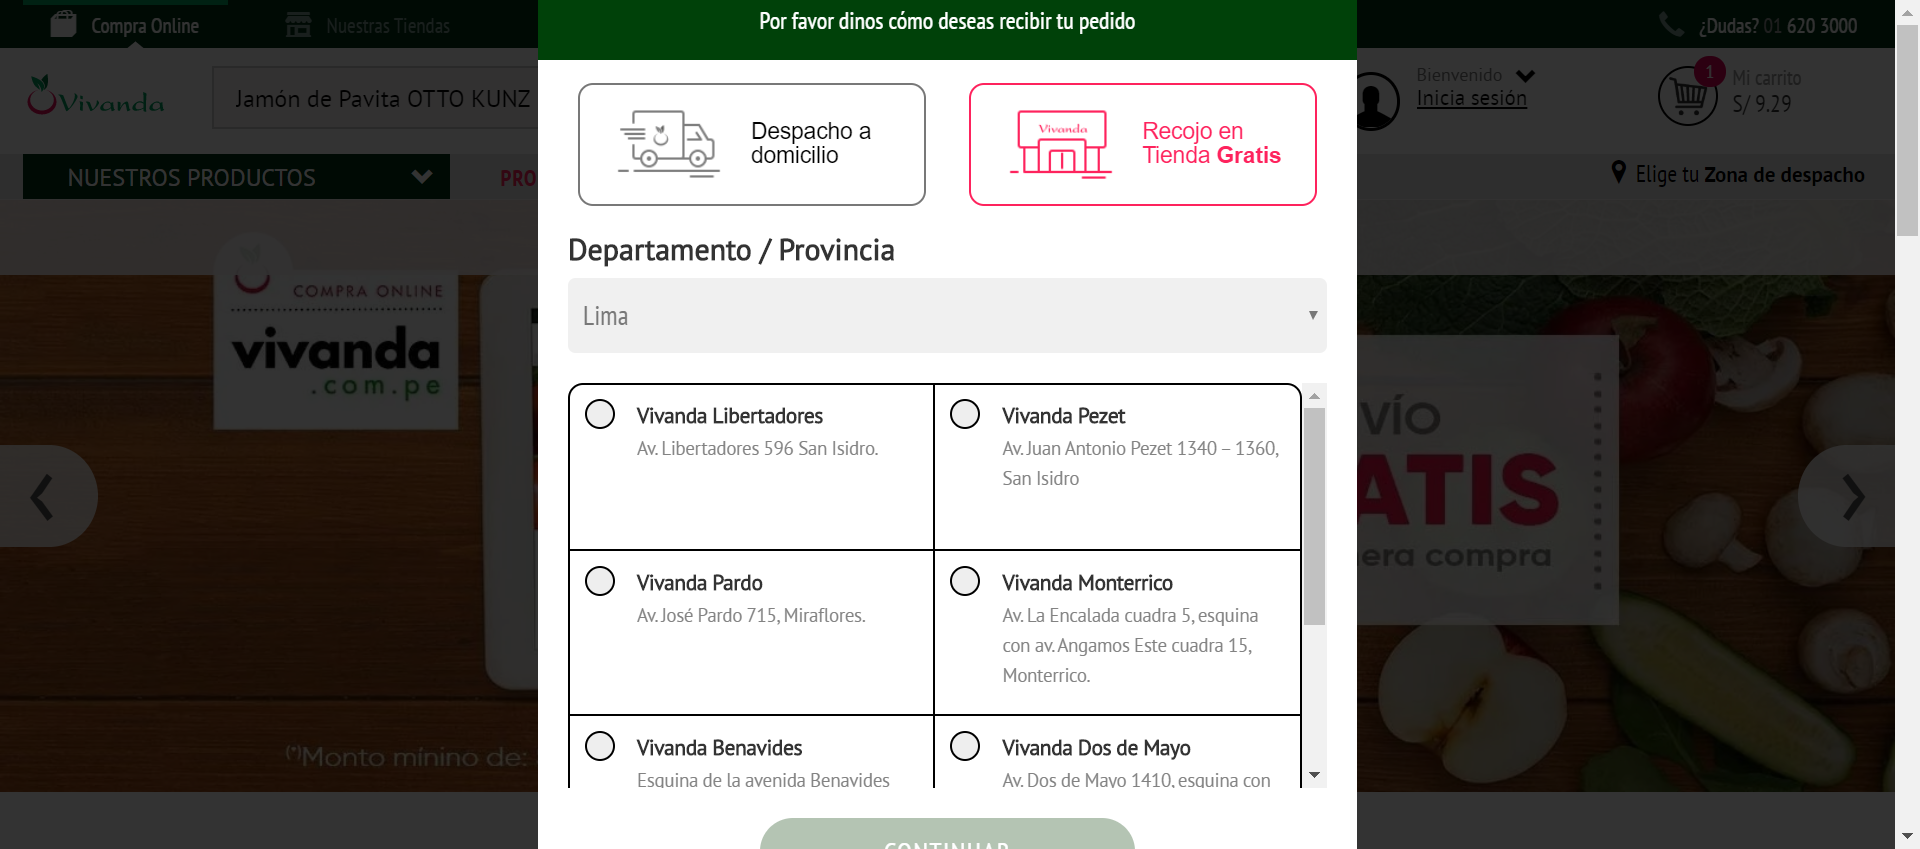 Compra Online
Nuestras Tiendas
Por favor dinos cómo deseas recibir tu pedido
¿Dudas? 01 620 3000
Vivanda
Jamón de Pavita OTTO KUNZ
Bienvenido
Inicia sesión
1
Mi carrito
S/ 9.29
NUESTROS PRODUCTOS
PRO
Elige tu Zona de despacho
Despacho a
domicilio
Vivanda
Recojo en
Tienda Gratis
Departamento / Provincia
Lima
COMPRA ONLINE
vivanda
.com.pe
VÍO
ATIS
era compra
(*)Monto mínino de:
Vivanda Libertadores
Av. Libertadores 596 San Isidro.
Vivanda Pezet
Av. Juan Antonio Pezet 1340 – 1360,
San Isidro
Vivanda Pardo
Av. José Pardo 715, Miraflores.
Vivanda Monterrico
Av. La Encalada cuadra 5, esquina
con av. Angamos Este cuadra 15,
Monterrico.
Vivanda Benavides
Esquina de la avenida Benavides
Vivanda Dos de Mayo
Av. Dos de Mayo 1410, esquina con
CONTINUAR